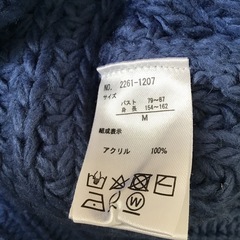 NO. 2261-1207
サイズ
バスト 79~87
身長 154~162
M
組成表示
アクリル 100%